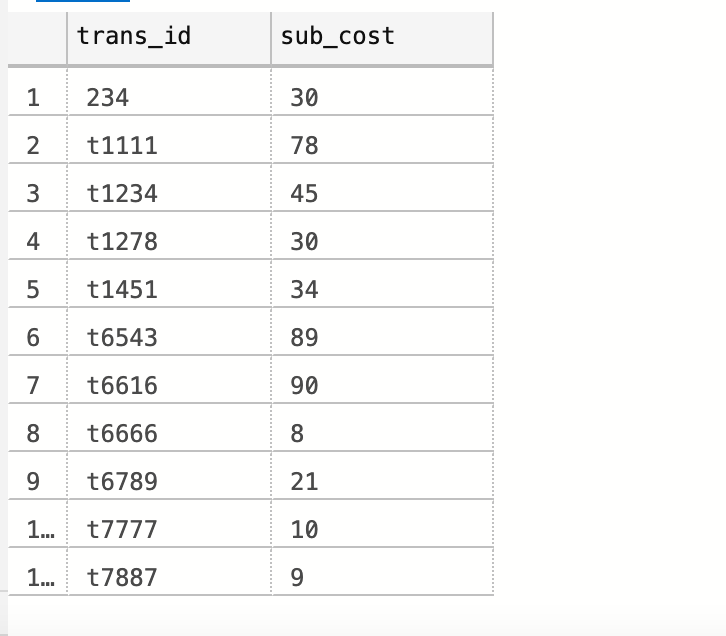 trans_id sub_cost
1 234 30
2 t1111 78
3 t1234 45
4 t1278 30
5 t1451 34
6 t6543 89
7 t6616 90
8 t6666 8
9 t6789 21
1… t7777 10
1… t7887 9